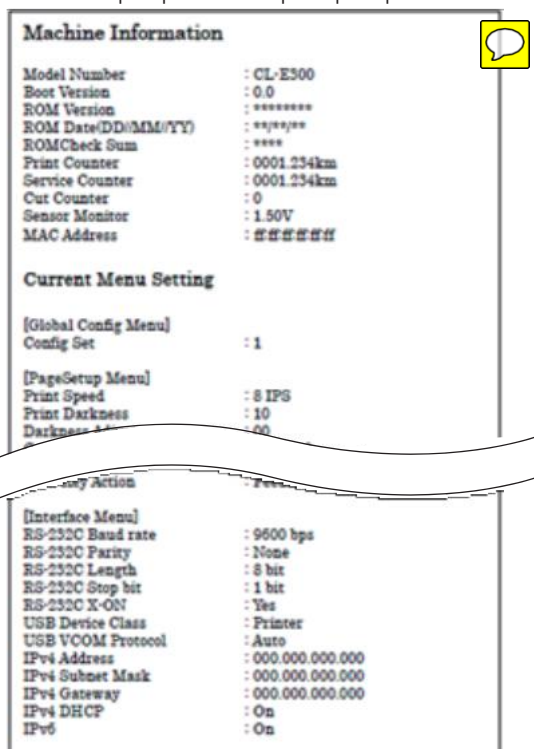 Machine Information
Model Number : CL-E300
Boot Version : 0.0
ROM Version : ********
ROM Date(DD//MM//YY) : **/**/**
ROMCheck Sum : ****
Print Counter : 0001.234km
Service Counter : 0001.234km
Cut Counter : 0
Sensor Monitor : 1.50V
MAC Address : ffffffffffff
Current Menu Setting
[Global Config Menu]
Config Set : 1
[PageSetup Menu]
Print Speed : 8 IPS
Print Darkness : 10
Darkness : 00
Action
[Interface Menu]
RS-232C Baud rate : 9600 bps
RS-232C Parity : None
RS-232C Length : 8 bit
RS-232C Stop bit : 1 bit
RS-232C X-ON : Yes
USB Device Class : Printer
USB VCOM Protocol : Auto
IPv4 Address : 000.000.000.000
IPv4 Subnet Mask : 000.000.000.000
IPv4 Gateway : 000.000.000.000
IPv4 DHCP : On
IPv6 : On